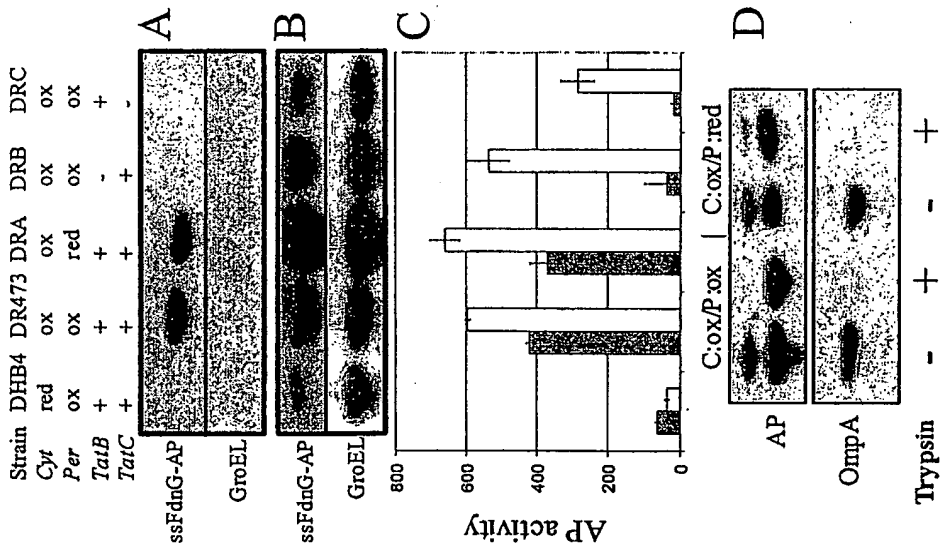 Strain DHB4 DR473 DRA DRB DRC
Cyt red ox ox ox ox
Per ox ox red ox ox
TatB + + + - +
TatC + + + + -
A
ssFdnG-AP
GroEL
B
ssFdnG-AP
GroEL
C
AP activity
800
600
400
200
0
D
C:ox/P:ox | C:ox/P:red
AP
OmpA
Trypsin - + - +